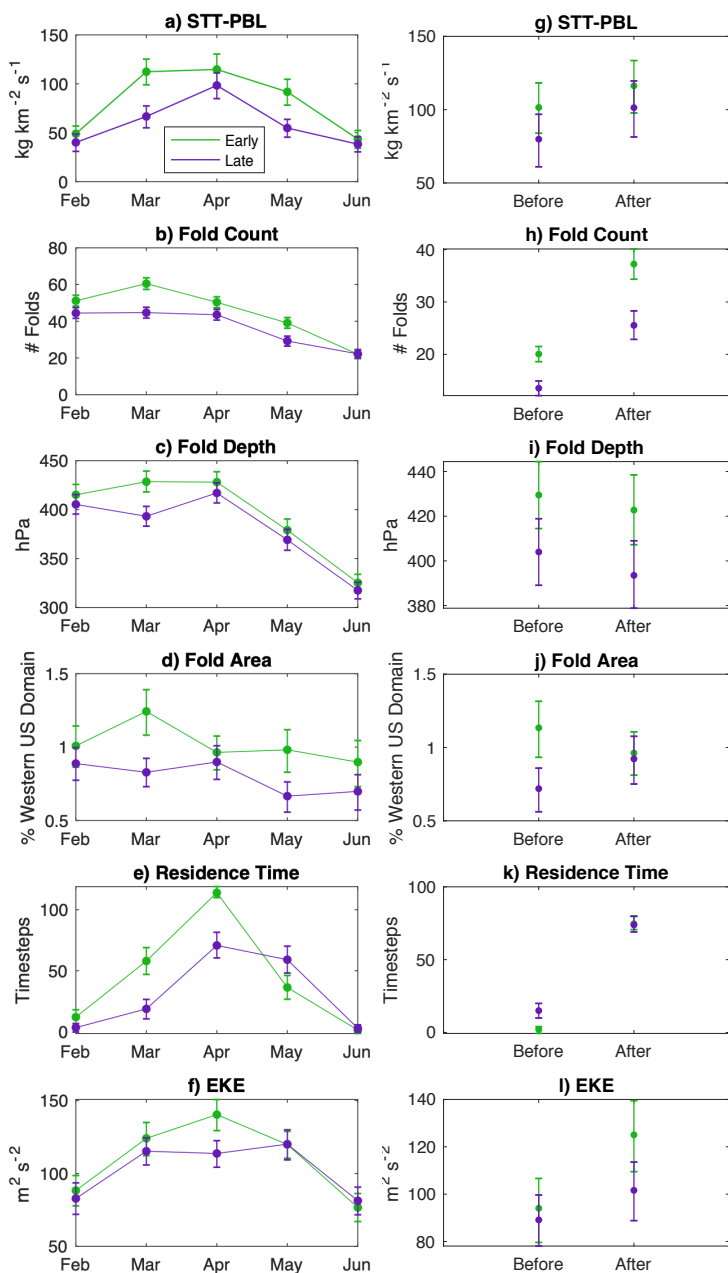 a) STT-PBL
kg km-2 s-1
150
100
50
0
Early
Late
Feb Mar Apr May Jun
g) STT-PBL
kg km-2 s-1
150
100
50
Before After
b) Fold Count
# Folds
80
60
40
20
0
Feb Mar Apr May Jun
h) Fold Count
# Folds
40
30
20
Before After
c) Fold Depth
hPa
450
400
350
300
Feb Mar Apr May Jun
i) Fold Depth
hPa
440
420
400
380
Before After
d) Fold Area
% Western US Domain
1.5
1
0.5
Feb Mar Apr May Jun
j) Fold Area
% Western US Domain
1.5
1
0.5
Before After
e) Residence Time
Timesteps
100
50
0
Feb Mar Apr May Jun
k) Residence Time
Timesteps
100
50
0
Before After
f) EKE
m2 s-2
150
100
50
Feb Mar Apr May Jun
l) EKE
m2 s-2
140
120
100
80
Before After